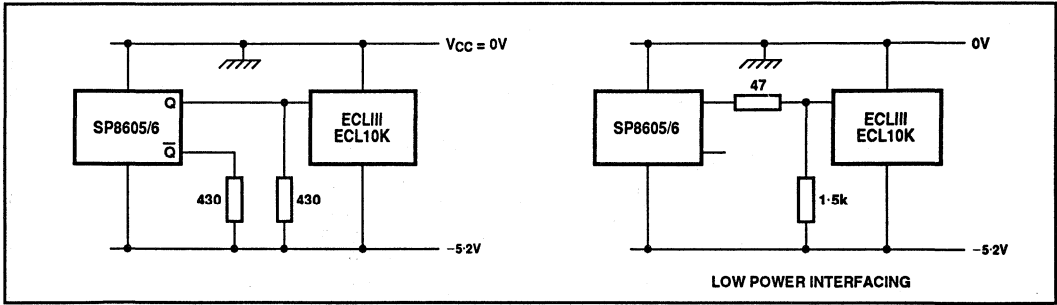 VCC = 0V
Q
SP8605/6
Q̅
ECLIII
ECL10K
430
430
−5·2V
0V
47
SP8605/6
ECLIII
ECL10K
1·5k
−5·2V
LOW POWER INTERFACING